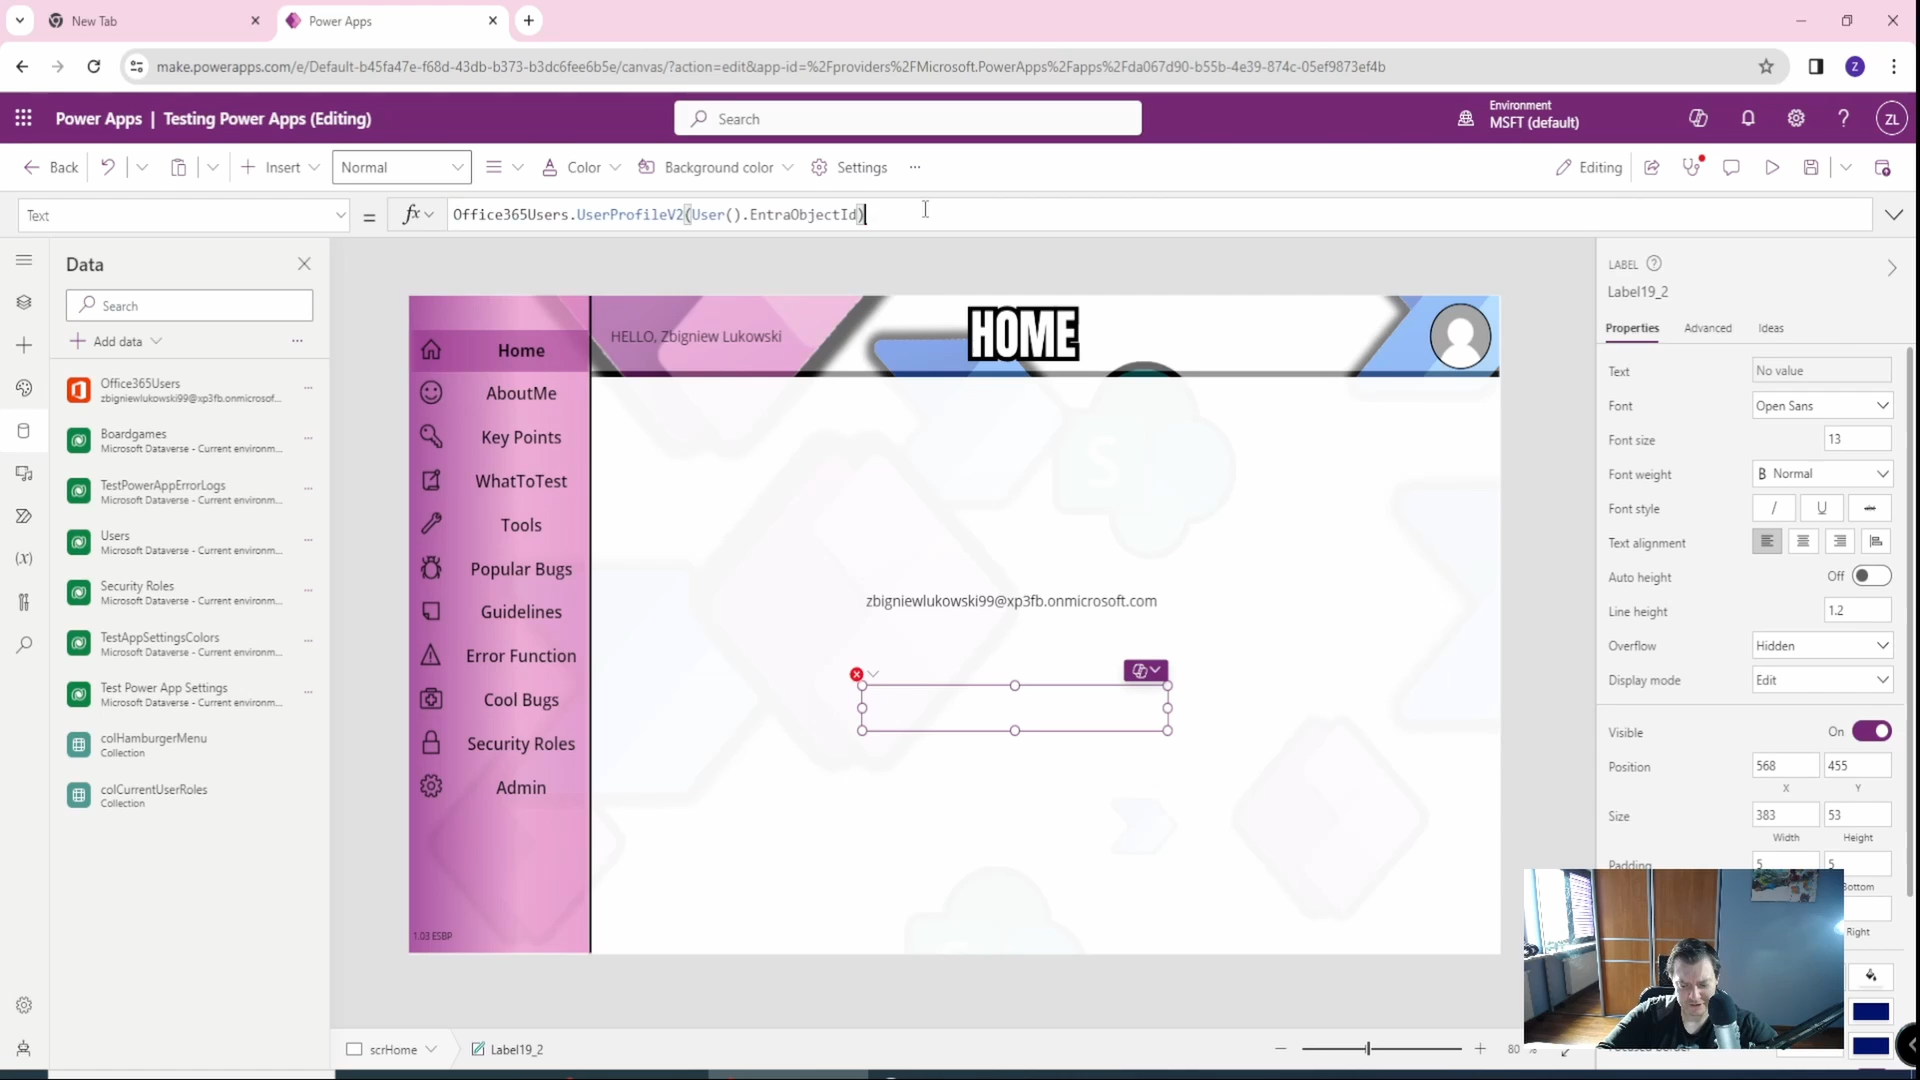 New Tab
Power Apps
make.powerapps.com/e/Default-b45fa47e-f68d-43db-b373-b3dc6fee6b5e/canvas/?action=edit&app-id=%2Fproviders%2FMicrosoft.PowerApps%2Fapps%2Fda067d90-b55b-4e39-874c-05ef9873ef4b
Z
Power Apps | Testing Power Apps (Editing)
Search
Environment
MSFT (default)
ZL
Back
Insert
Normal
Color
Background color
Settings
Editing
Text
=
fx
Office365Users.UserProfileV2(User().EntraObjectId)
Data
Search
Add data
Office365Users
zbigniewlukowski99@xp3fb.onmicrosof...
Boardgames
Microsoft Dataverse - Current environm...
TestPowerAppErrorLogs
Microsoft Dataverse - Current environm...
Users
Microsoft Dataverse - Current environm...
Security Roles
Microsoft Dataverse - Current environm...
TestAppSettingsColors
Microsoft Dataverse - Current environm...
Test Power App Settings
Microsoft Dataverse - Current environm...
colHamburgerMenu
Collection
colCurrentUserRoles
Collection
HELLO, Zbigniew Lukowski
HOME
Home
AboutMe
Key Points
WhatToTest
Tools
Popular Bugs
Guidelines
Error Function
Cool Bugs
Security Roles
Admin
1.03 ESBP
zbigniewlukowski99@xp3fb.onmicrosoft.com
LABEL
Label19_2
Properties
Advanced
Ideas
Text
No value
Font
Open Sans
Font size
13
Font weight
B Normal
Font style
/
U
Text alignment
Auto height
Off
Line height
1.2
Overflow
Hidden
Display mode
Edit
Visible
On
Position
568
455
X
Y
Size
383
53
Width
Height
Padding
5
5
Bottom
Right
scrHome
Label19_2
80 %